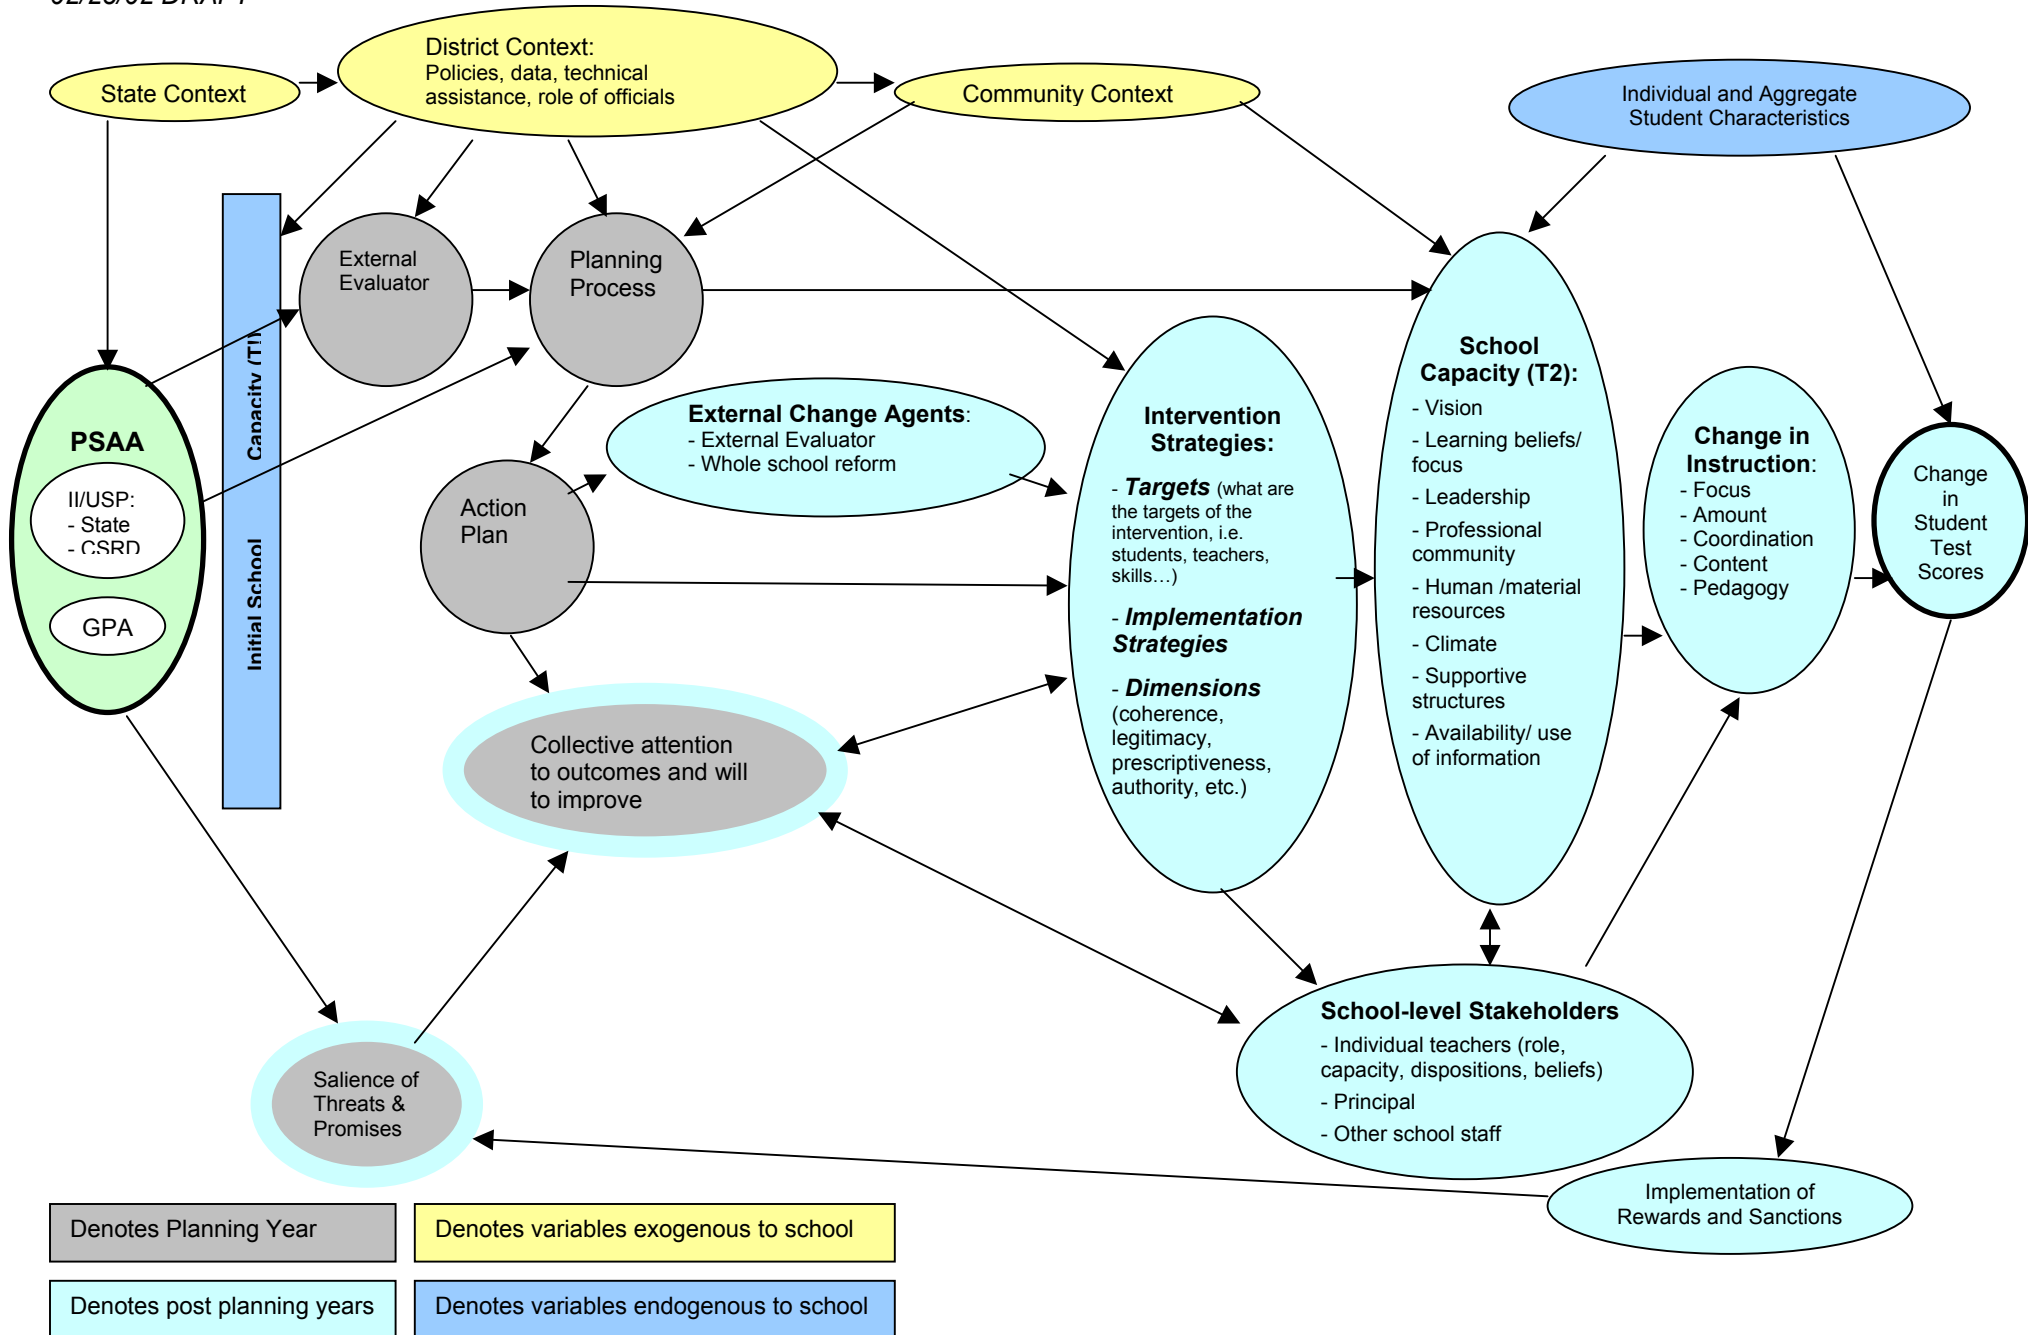 District Context:
Policies, data, technical
assistance, role of officials
State Context
Community Context
Individual and Aggregate
Student Characteristics
External
Evaluator
Planning
Process
Initial School
PSAA
II/USP:
- State
- CSRD
GPA
External Change Agents:
- External Evaluator
- Whole school reform
Action
Plan
Intervention
Strategies:
- Targets (what are
the targets of the
intervention, i.e.
students, teachers,
skills…)
- Implementation
Strategies
- Dimensions
(coherence,
legitimacy,
prescriptiveness,
authority, etc.)
School
Capacity (T2):
- Vision
- Learning beliefs/
focus
- Leadership
- Professional
community
- Human /material
resources
- Climate
- Supportive
structures
- Availability/ use
of information
Change in
Instruction:
- Focus
- Amount
- Coordination
- Content
- Pedagogy
Change
in
Student
Test
Scores
Collective attention
to outcomes and will
to improve
School-level Stakeholders
- Individual teachers (role,
capacity, dispositions, beliefs)
- Principal
- Other school staff
Salience of
Threats &
Promises
Implementation of
Rewards and Sanctions
Denotes Planning Year
Denotes variables exogenous to school
Denotes post planning years
Denotes variables endogenous to school